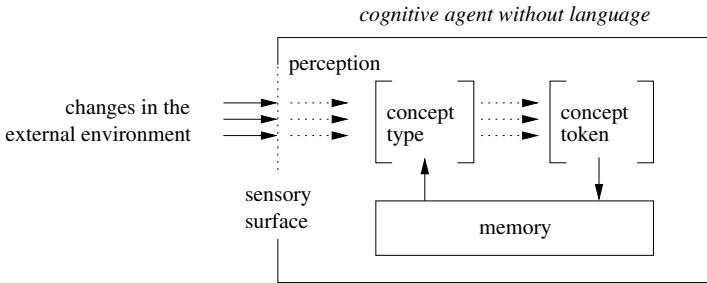 cognitive agent without language
perception
changes in the
external environment
concept
type
concept
token
sensory
surface
memory